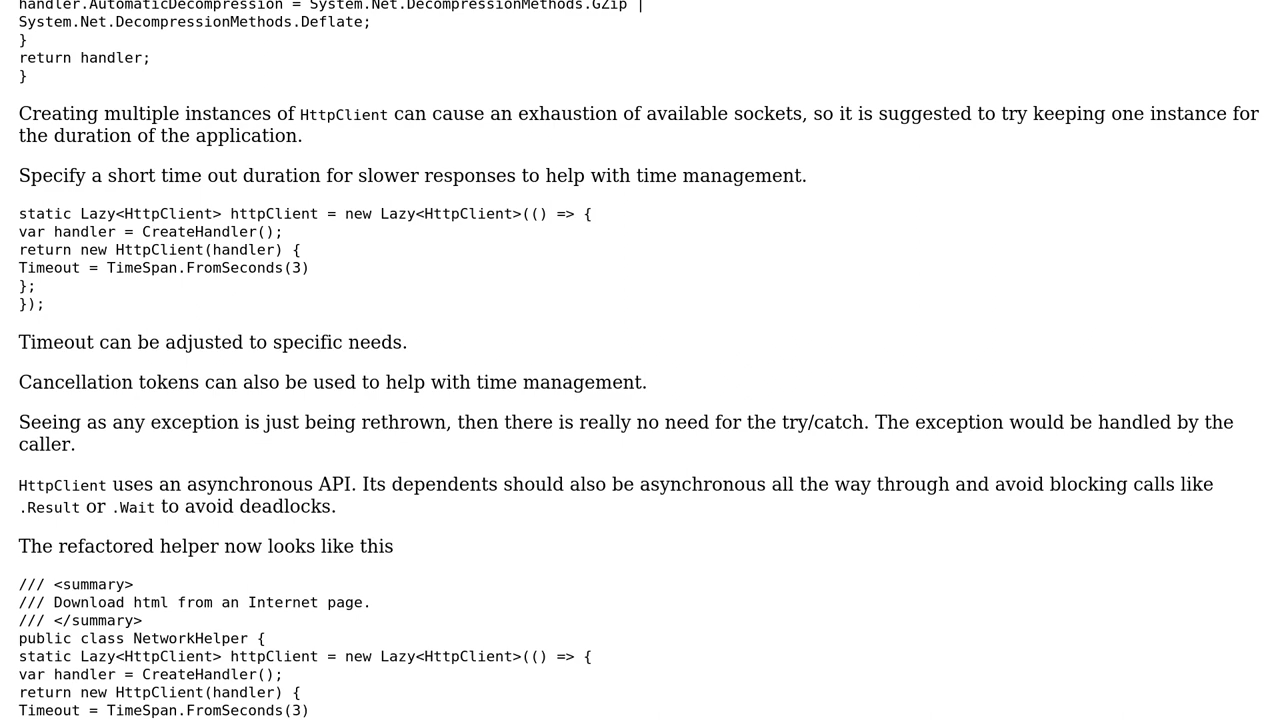 handler.AutomaticDecompression = System.Net.DecompressionMethods.GZip |
System.Net.DecompressionMethods.Deflate;
}
return handler;
}
Creating multiple instances of HttpClient can cause an exhaustion of available sockets, so it is suggested to try keeping one instance for
the duration of the application.
Specify a short time out duration for slower responses to help with time management.
static Lazy<HttpClient> httpClient = new Lazy<HttpClient>(() => {
var handler = CreateHandler();
return new HttpClient(handler) {
Timeout = TimeSpan.FromSeconds(3)
};
});
Timeout can be adjusted to specific needs.
Cancellation tokens can also be used to help with time management.
Seeing as any exception is just being rethrown, then there is really no need for the try/catch. The exception would be handled by the
caller.
HttpClient uses an asynchronous API. Its dependents should also be asynchronous all the way through and avoid blocking calls like
.Result or .Wait to avoid deadlocks.
The refactored helper now looks like this
/// <summary>
/// Download html from an Internet page.
/// </summary>
public class NetworkHelper {
static Lazy<HttpClient> httpClient = new Lazy<HttpClient>(() => {
var handler = CreateHandler();
return new HttpClient(handler) {
Timeout = TimeSpan.FromSeconds(3)